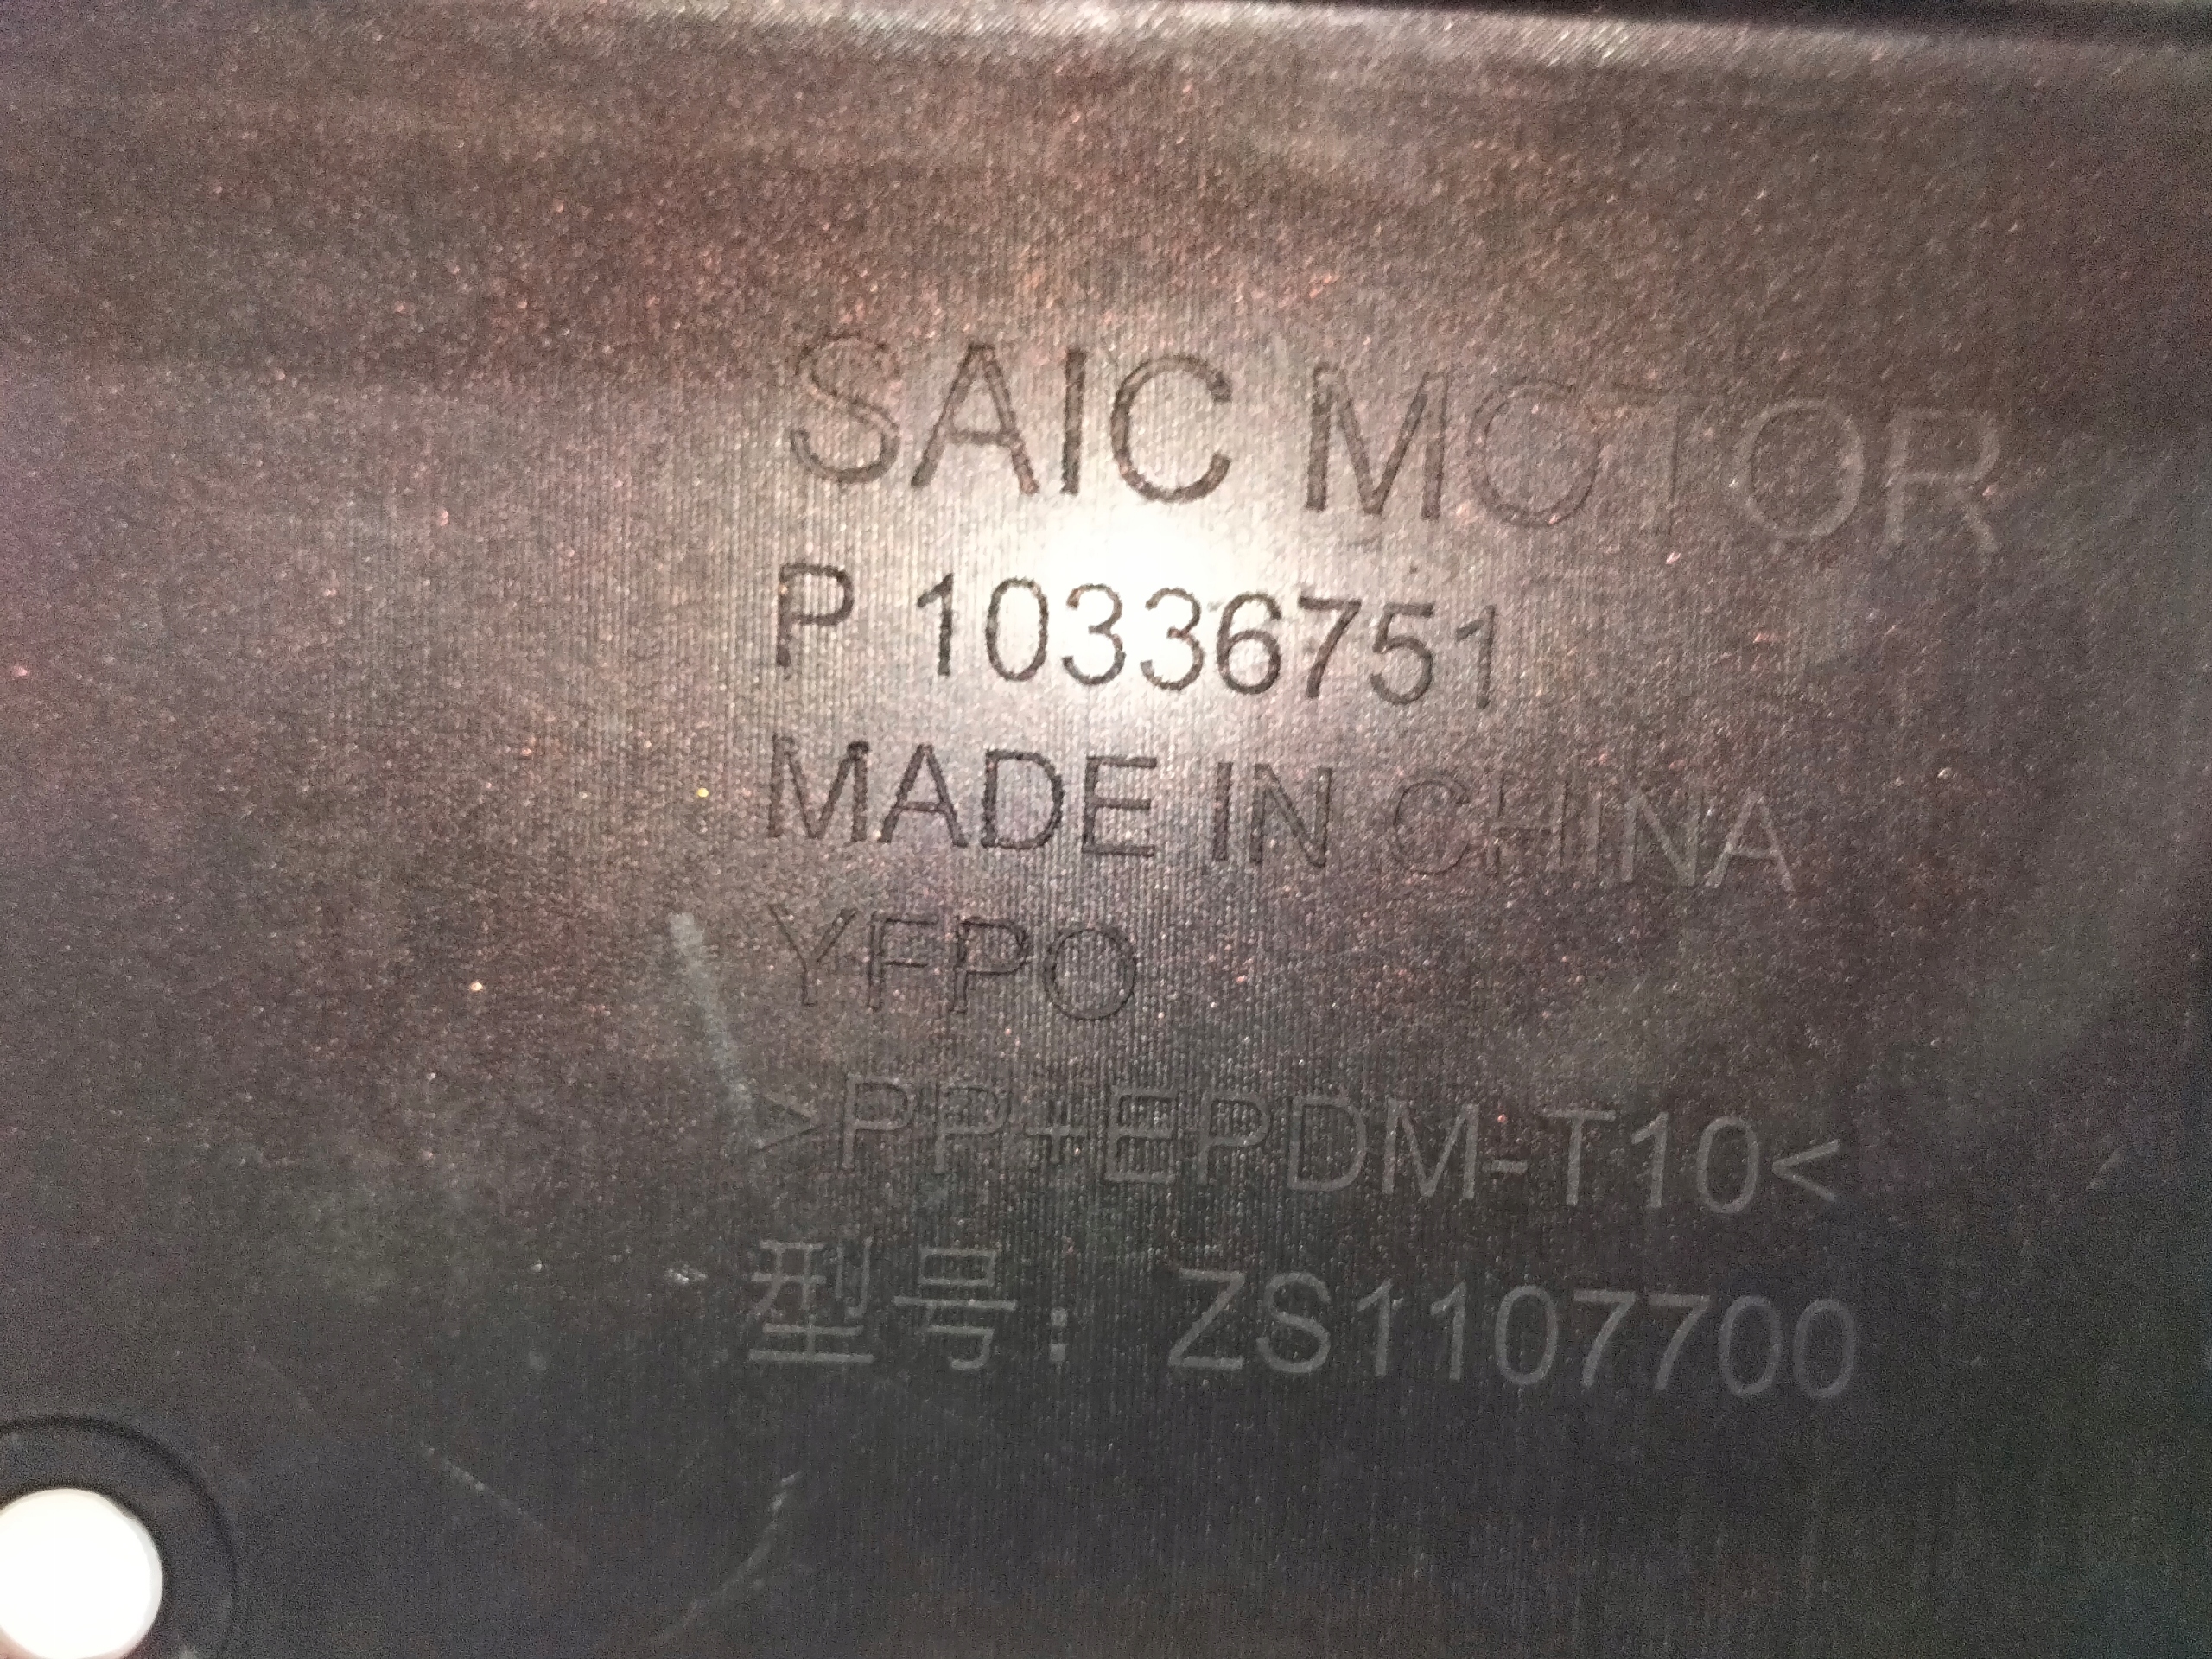 SAIC MOTOR
P 10336751
MADE IN CHINA
YFPO
>PP+EPDM-T10<
型号: ZS1107700